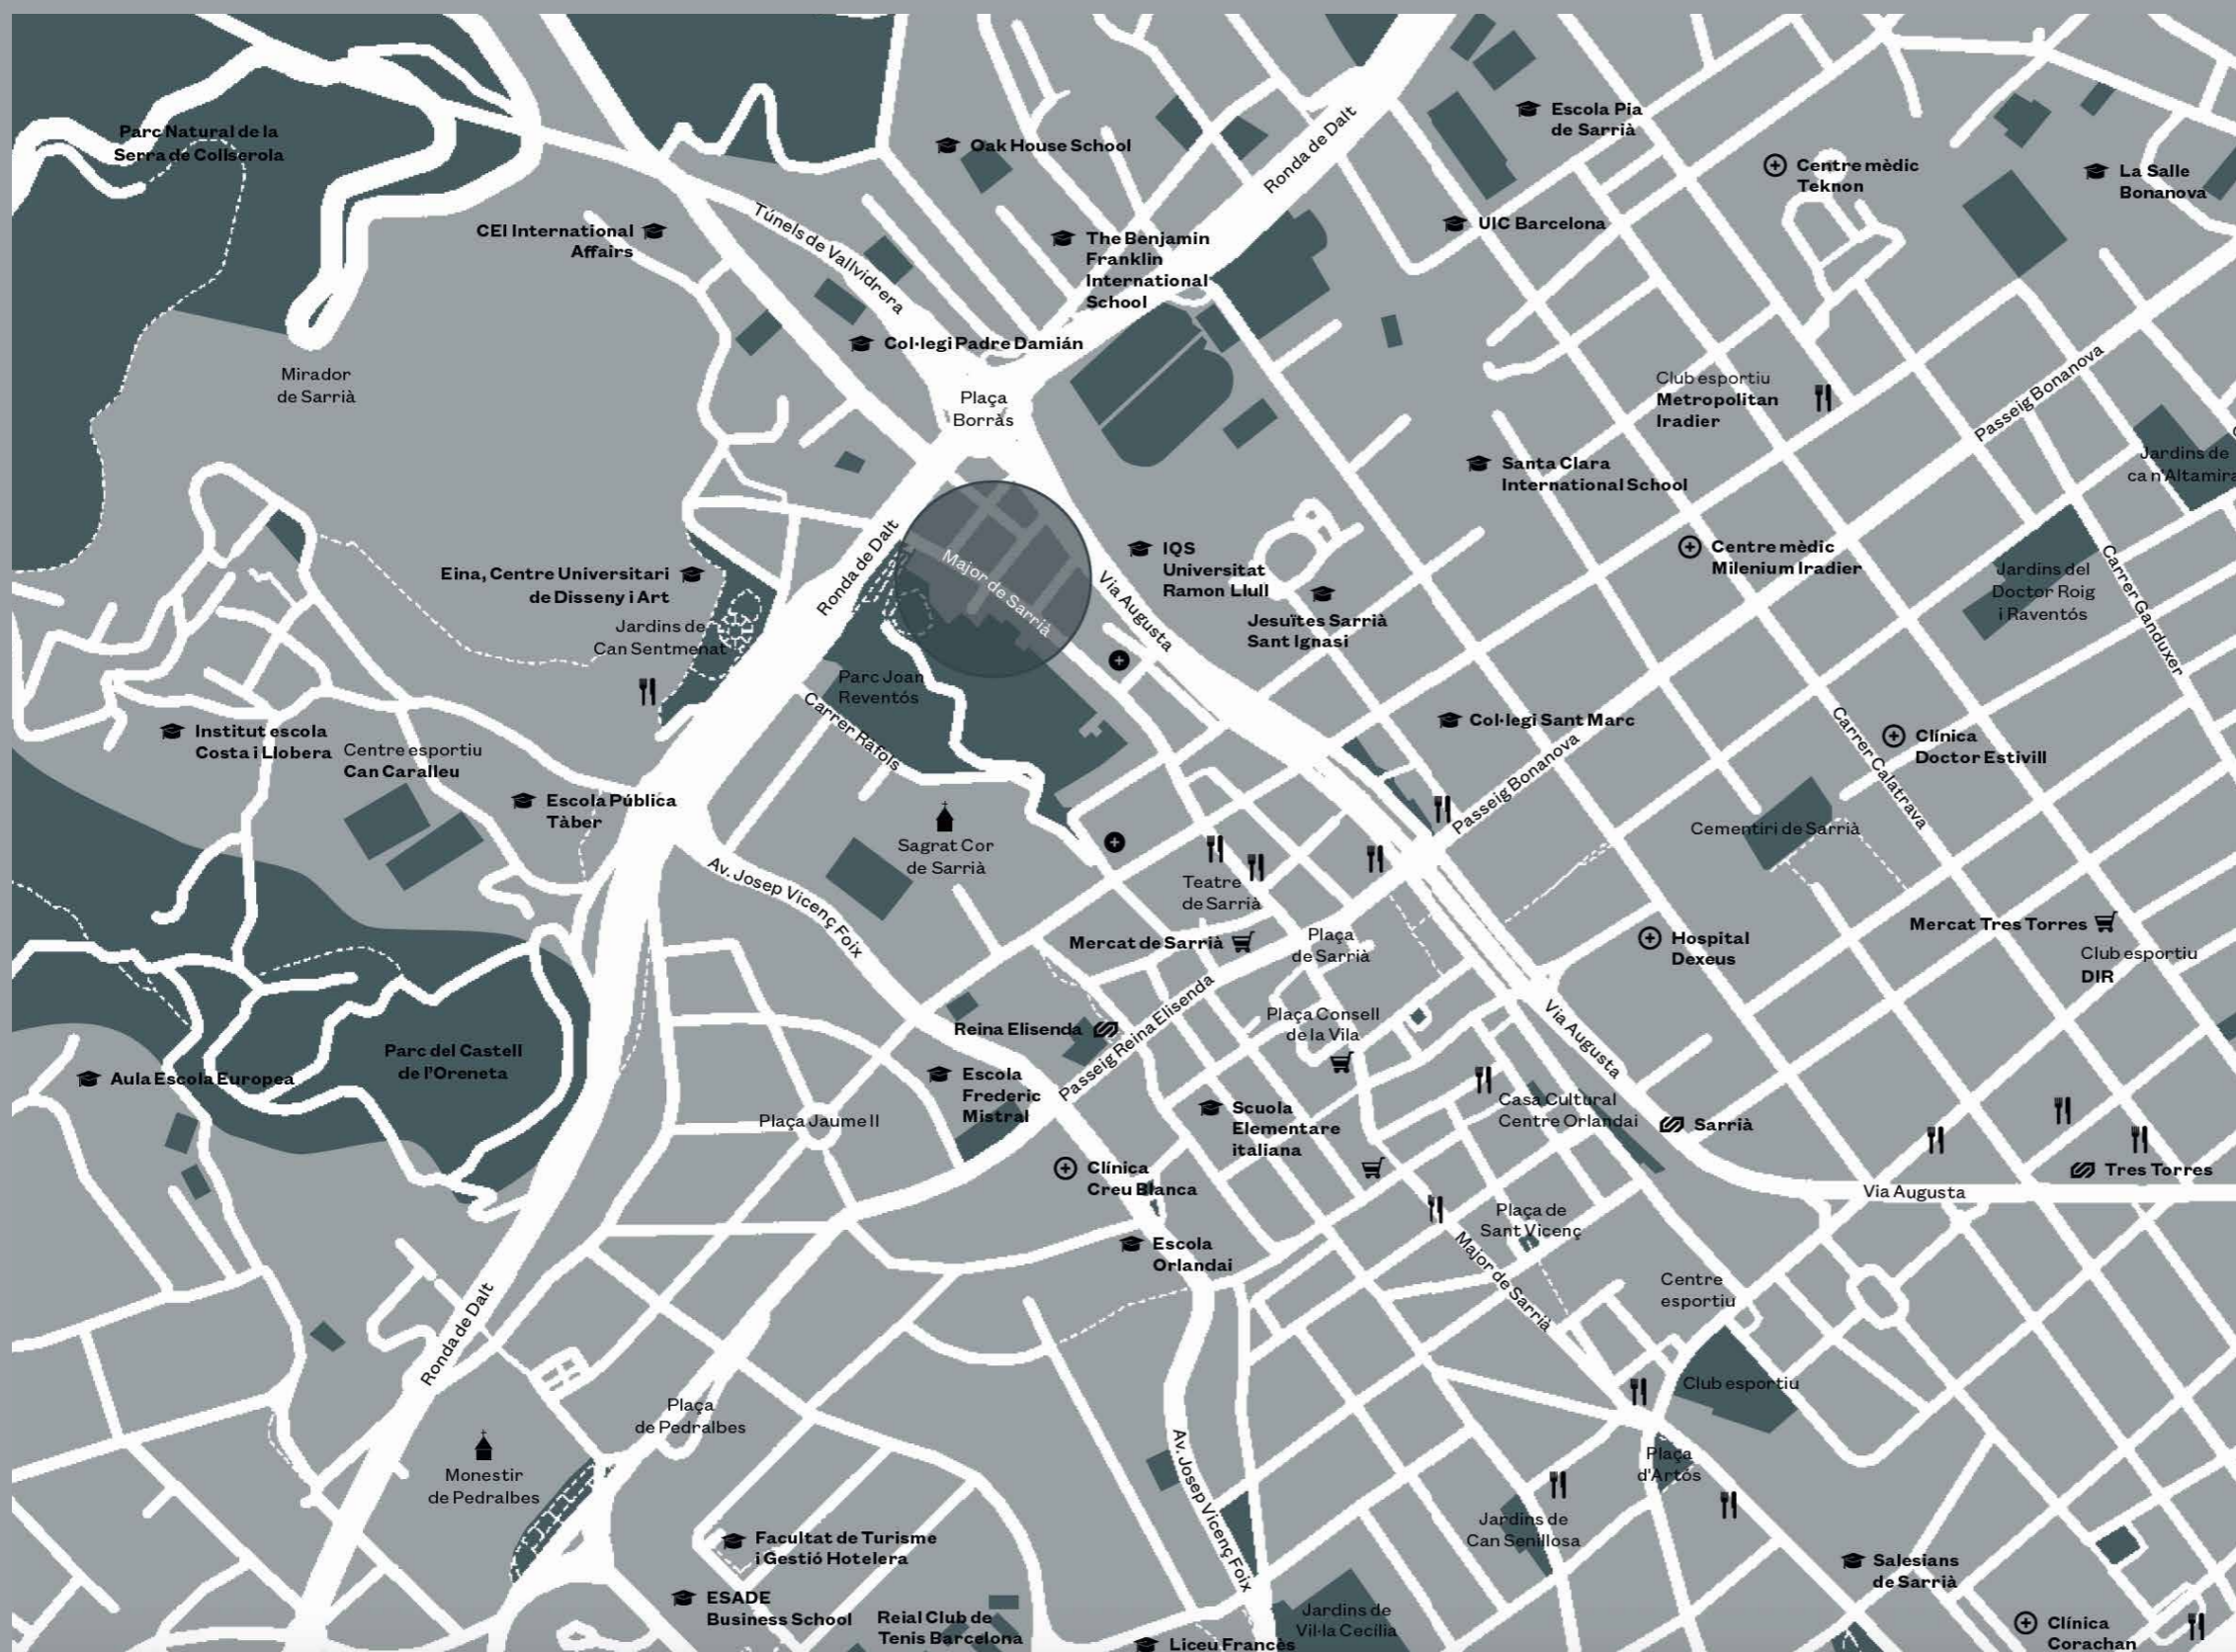 Parc Natural de la
Serra de Collserola
Oak House School
Ronda de Dalt
Escola Pia
de Sarrià
Centre mèdic
Teknon
La Salle
Bonanova
CEI International
Affairs
Túnels de Vallvidrera
The Benjamin
Franklin
International
School
UIC Barcelona
Col·legi Padre Damián
Mirador
de Sarrià
Plaça
Borràs
Club esportiu
Metropolitan
Iradier
Passeig Bonanova
Jardins de
ca n'Altamira
Santa Clara
International School
Ronda de Dalt
Major de Sarrià
Via Augusta
IQS
Universitat
Ramon Llull
Centre mèdic
Milenium Iradier
Jardins del
Doctor Roig
i Raventós
Carrer Ganduxer
Eina, Centre Universitari
de Disseny i Art
Jardins de
Can Sentmenat
Jesuïtes Sarrià
Sant Ignasi
Parc Joan
Reventós
Carrer Ràfols
Institut escola
Costa i Llobera
Centre esportiu
Can Caralleu
Col·legi Sant Marc
Passeig Bonanova
Carrer Calatrava
Clínica
Doctor Estivill
Escola Pública
Tàber
Sagrat Cor
de Sarrià
Cementiri de Sarrià
Av. Josep Vicenç Foix
Teatre
de Sarrià
Mercat de Sarrià
Plaça
de Sarrià
Hospital
Dexeus
Mercat Tres Torres
Club esportiu
DIR
Reina Elisenda
Passeig Reina Elisenda
Plaça Consell
de la Vila
Via Augusta
Parc del Castell
de l'Oreneta
Aula Escola Europea
Escola
Frederic
Mistral
Plaça Jaume II
Scuola
Elementare
italiana
Casa Cultural
Centre Orlandai
Sarrià
Tres Torres
Via Augusta
Clínica
Creu Blanca
Plaça de
Sant Vicenç
Escola
Orlandai
Major de Sarrià
Centre
esportiu
Ronda de Dalt
Club esportiu
Plaça
de Pedralbes
Monestir
de Pedralbes
Av. Josep Vicenç Foix
Plaça
d'Artós
Jardins de
Can Senillosa
Facultat de Turisme
i Gestió Hotelera
Salesians
de Sarrià
ESADE
Business School
Reial Club de
Tenis Barcelona
Liceu Francès
Jardins de
Vil·la Cecília
Clínica
Corachan